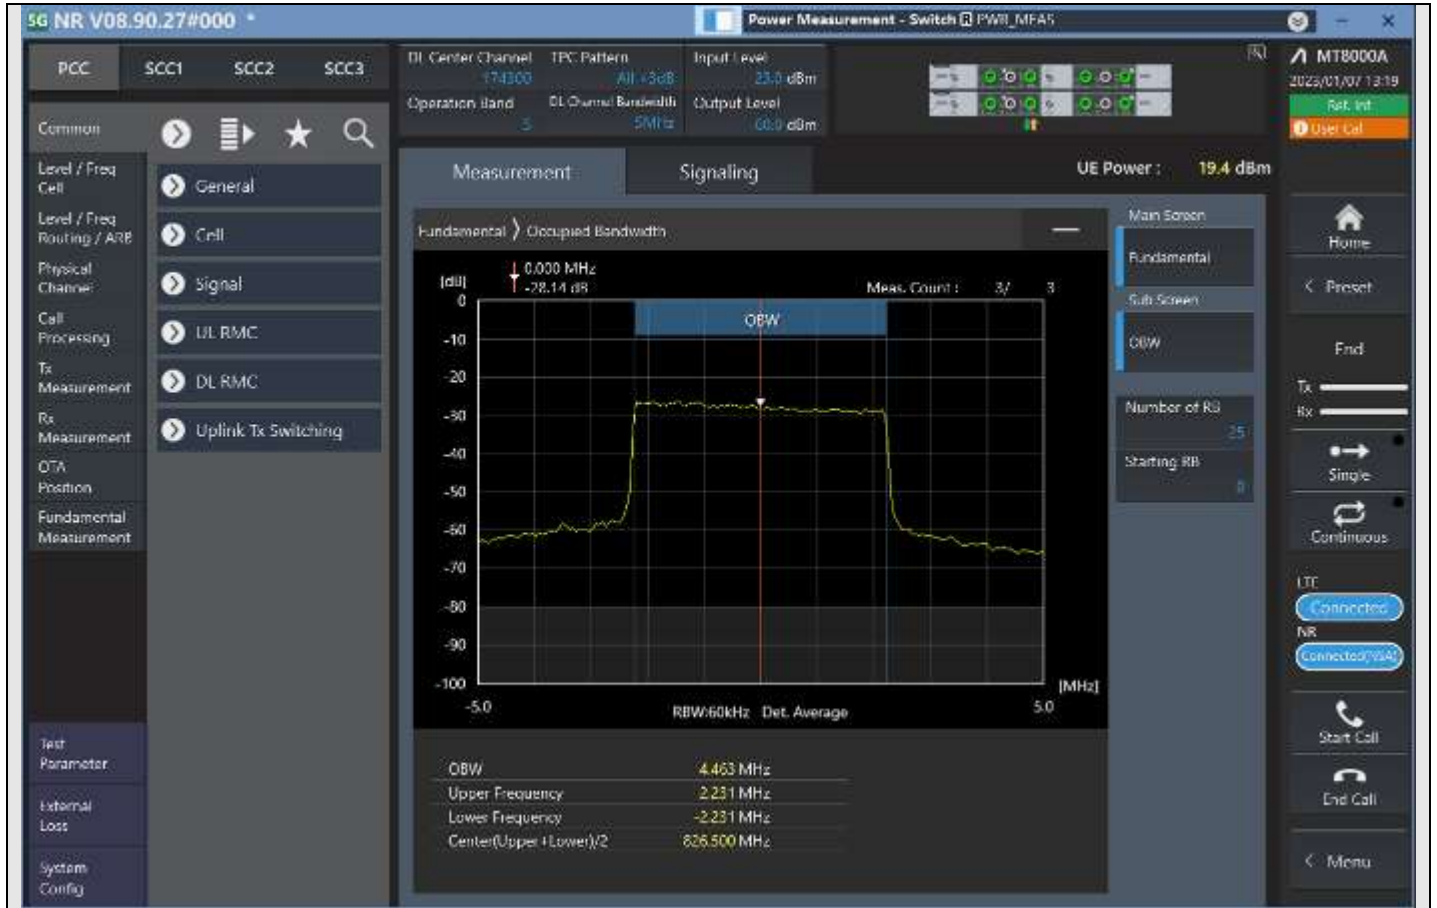 SG NR V08.90.27#000 *
Power Measurement - Switch PWR_MEAS
PCC SCC1 SCC2 SCC3
DL Center Channel TPC Pattern Input Level
174300 All +3dB 25.0 dBm
Operation Band DL Channel Bandwidth Output Level
5 5MHz dBm
MT8000A
2023/01/07 13:19
Ref. Int
User Cal
Common
Level / Freq
Cell
Level / Freq
Routing / ARB
Physical
Channel
Call
Processing
Tx
Measurement
Rx
Measurement
OTA
Position
Fundamental
Measurement
Test
Parameter
External
Loss
System
Config
General
Cell
Signal
UL RMC
DL RMC
Uplink Tx Switching
Measurement Signaling
UE Power : 19.4 dBm
Fundamental > Occupied Bandwidth
[dB]
0.000 MHz
-28.14 dB
Meas. Count : 3/ 3
OBW
0
-10
-20
-30
-40
-50
-60
-70
-80
-90
-100
[MHz]
-5.0 RBW:60kHz Det. Average 5.0
OBW 4.463 MHz
Upper Frequency 2.231 MHz
Lower Frequency -2.231 MHz
Center(Upper+Lower)/2 826.500 MHz
Main Screen
Fundamental
Sub Screen
OBW
Number of RB
25
Starting RB
0
Home
< Preset
End
Tx
Rx
Single
Continuous
LTE
Connected
NR
Connected(NSA)
Start Call
End Call
< Menu